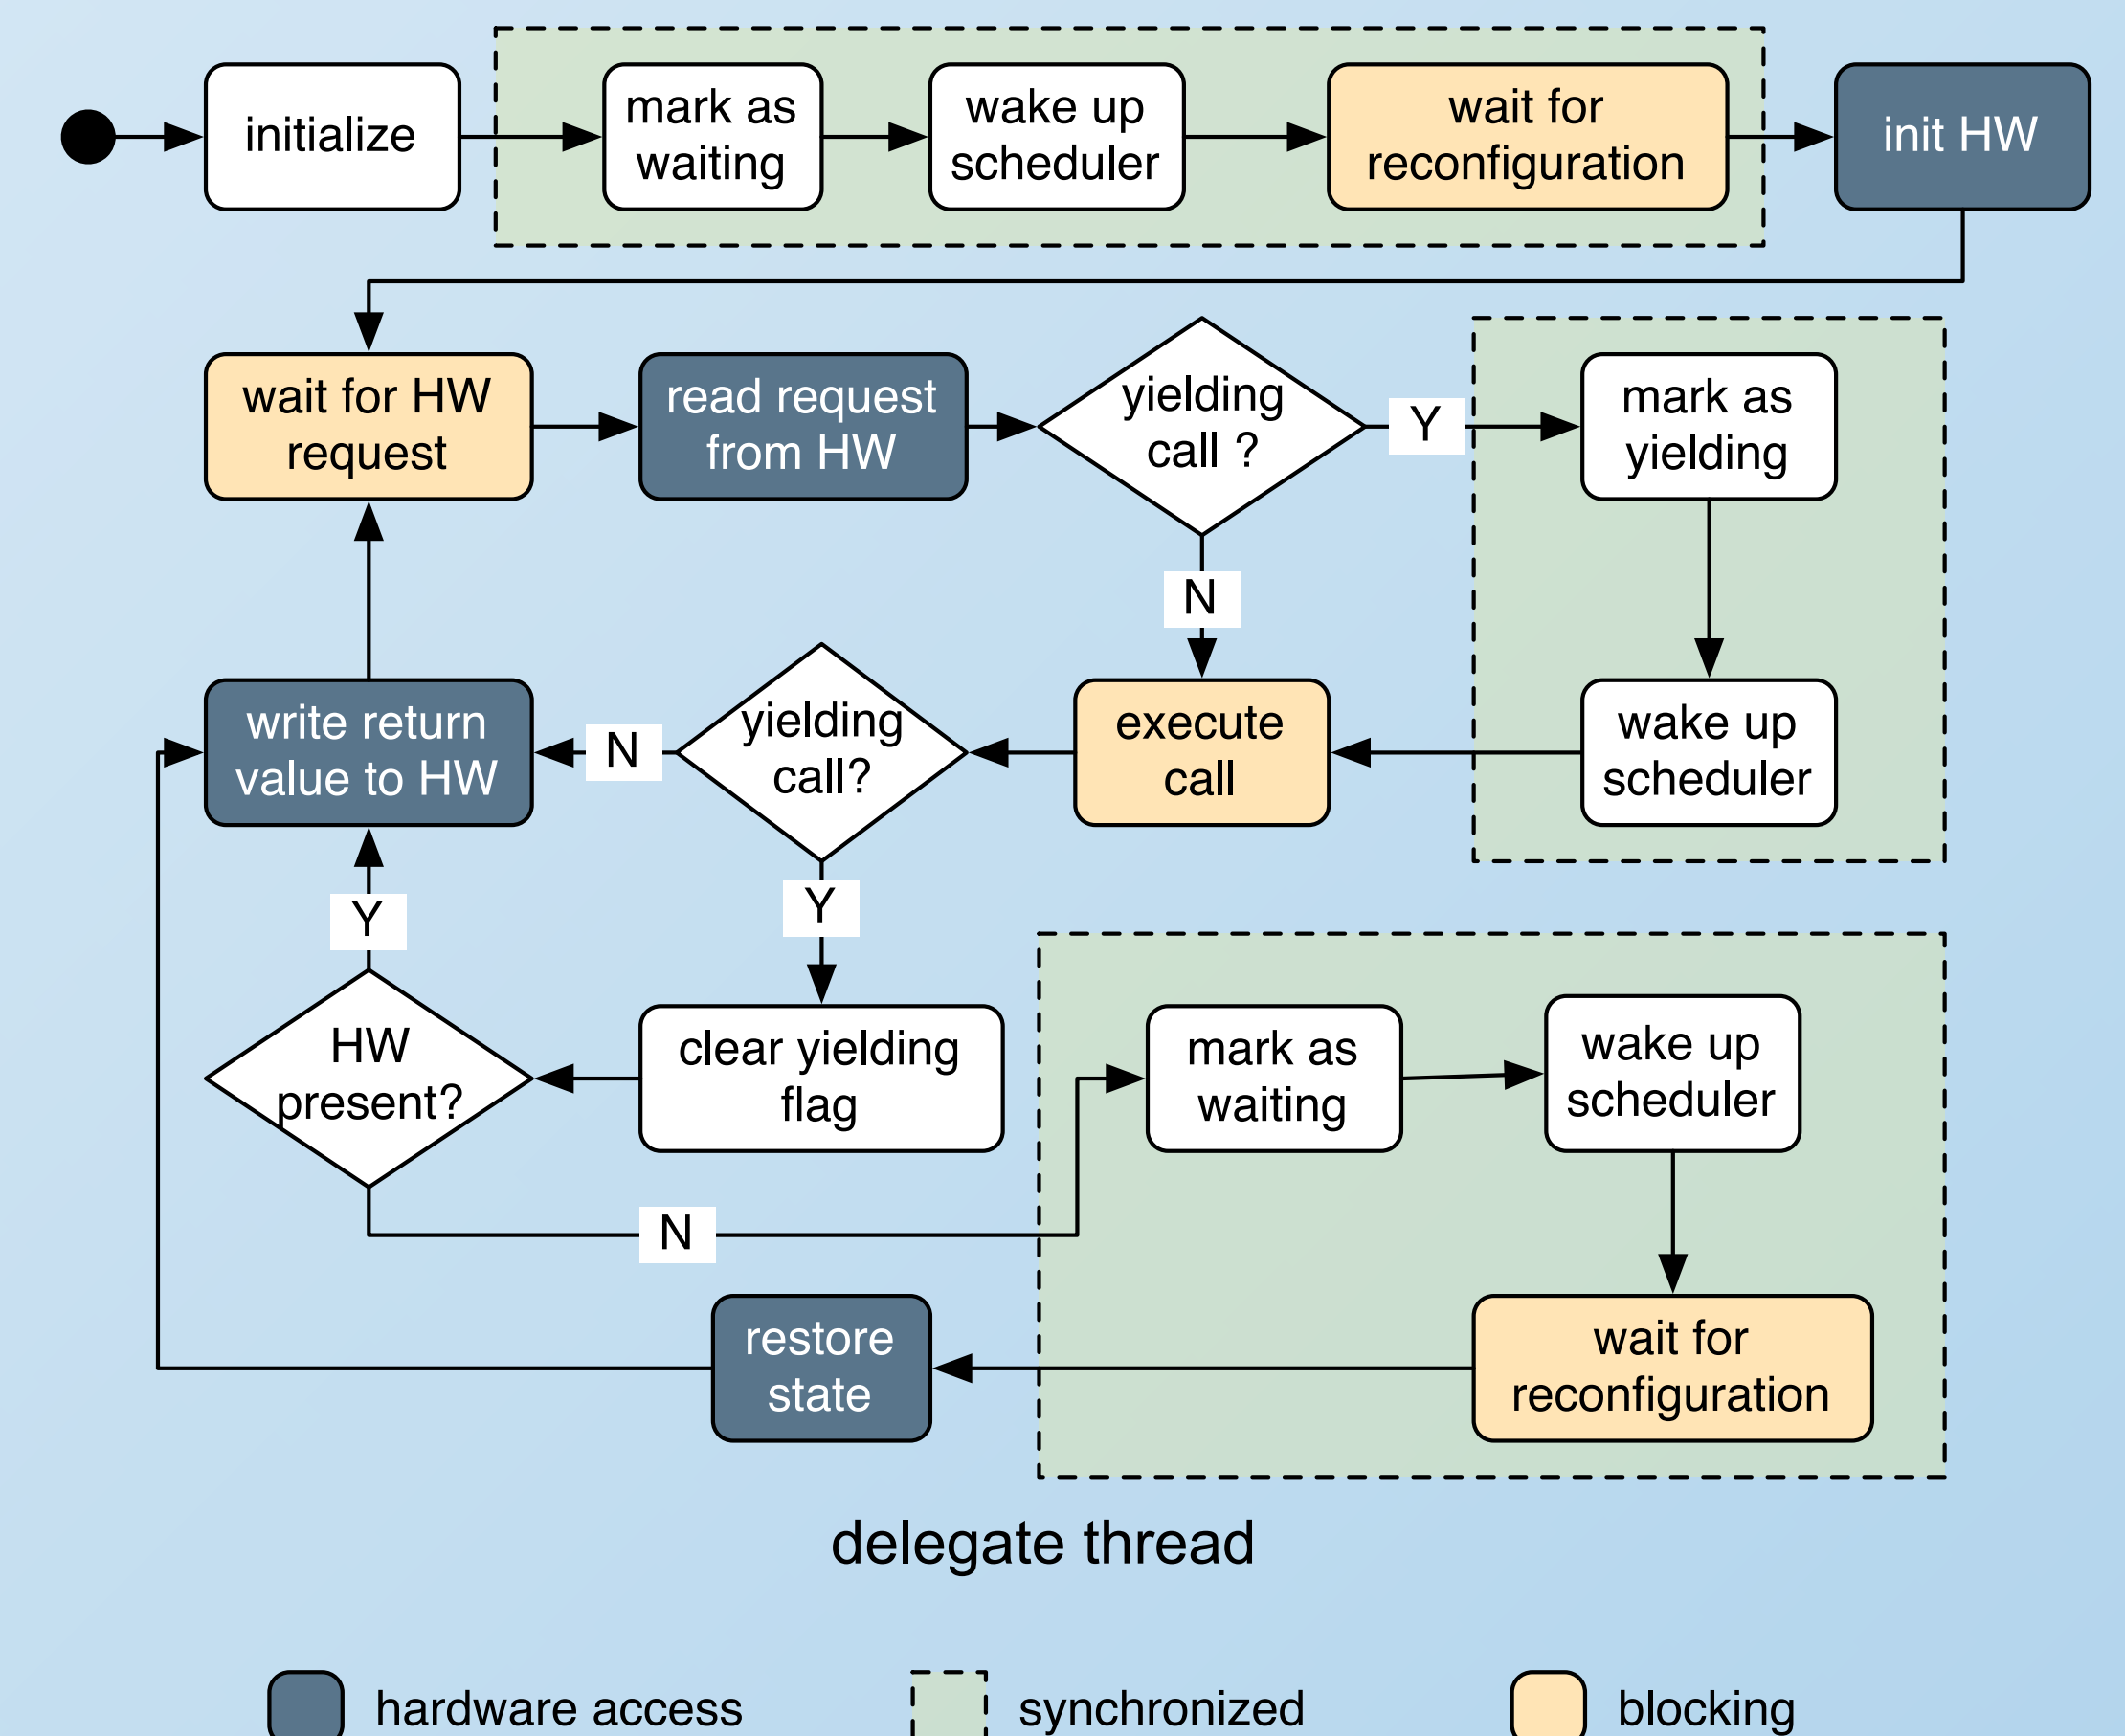 initialize
mark as
waiting
wake up
scheduler
wait for
reconfiguration
init HW
wait for HW
request
read request
from HW
yielding
call ?
Y
mark as
yielding
N
write return
value to HW
N
yielding
call?
execute
call
wake up
scheduler
Y
Y
HW
present?
clear yielding
flag
mark as
waiting
wake up
scheduler
N
restore
state
wait for
reconfiguration
delegate thread
hardware access
synchronized
blocking